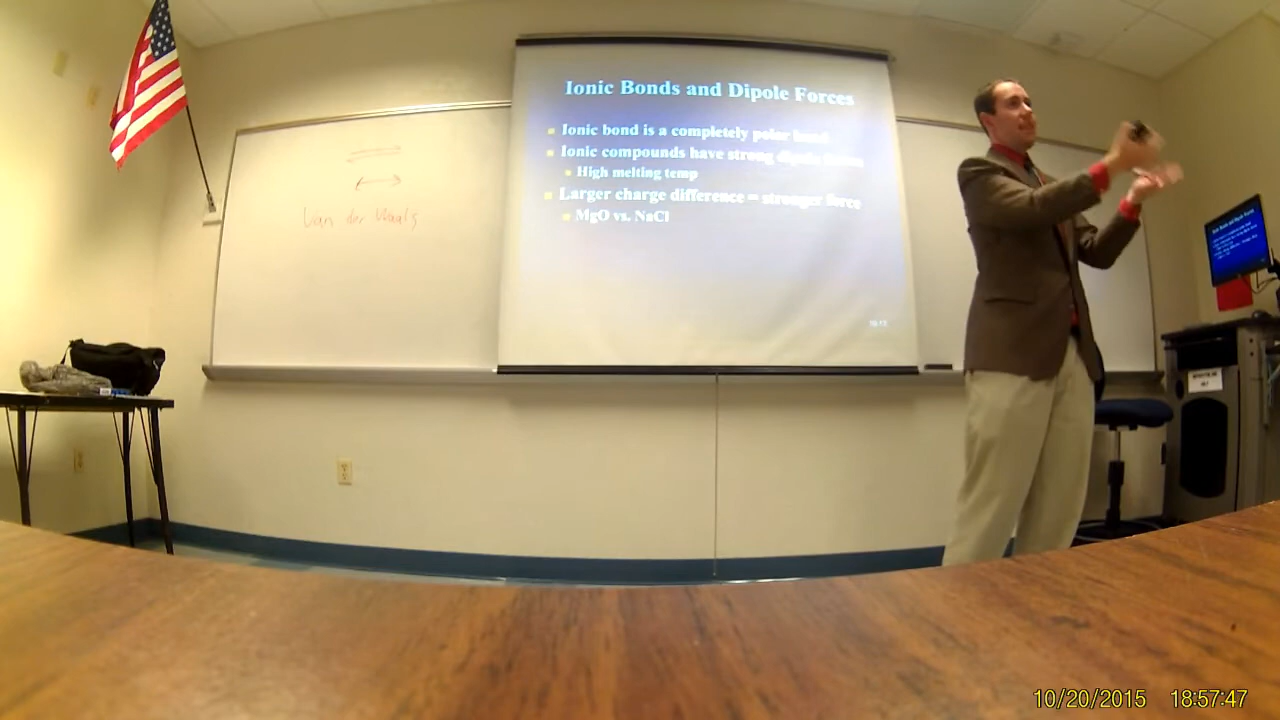 Ionic Bonds and Dipole Forces
Ionic bond is a completely polar bond
Ionic compounds have strong dipole forces
High melting temp
Larger charge difference = stronger force
MgO vs. NaCl
Van der Waals
10/20/2015 18:57:47